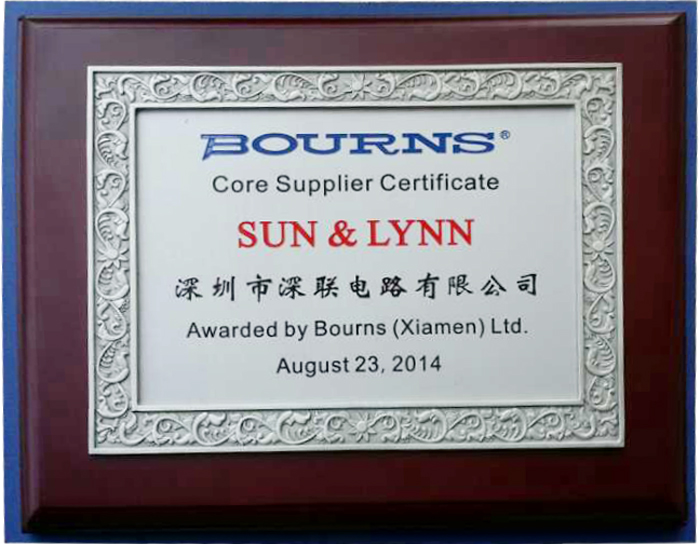 BOURNS®
Core Supplier Certificate
SUN & LYNN
深圳市深联电路有限公司
Awarded by Bourns (Xiamen) Ltd.
August 23, 2014